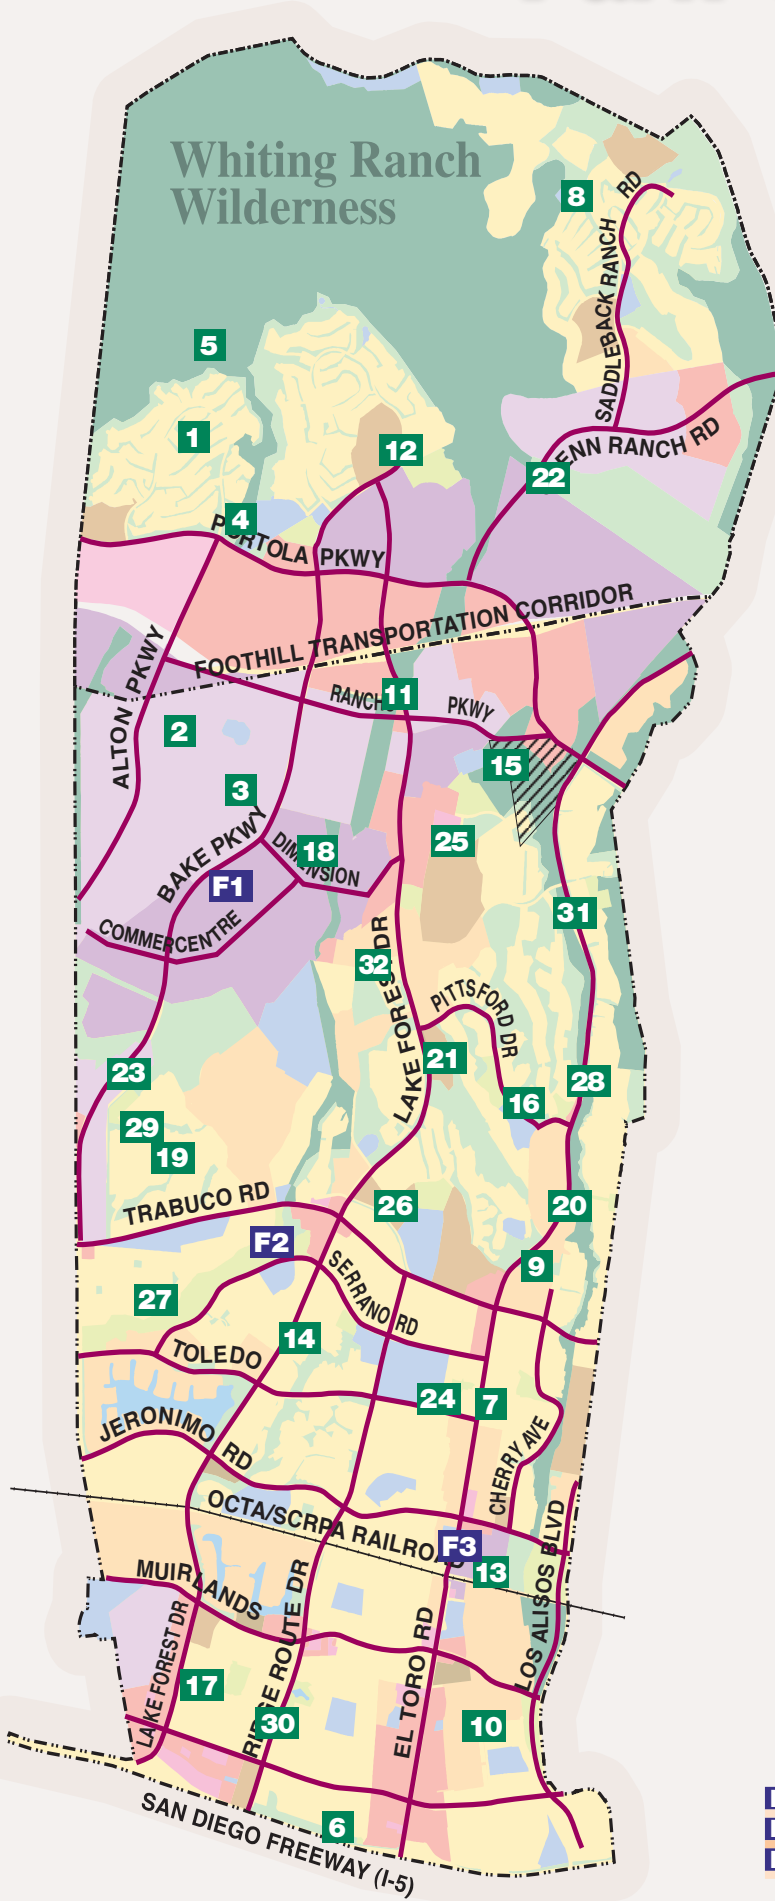 Whiting Ranch
Wilderness
8
RD
SADDLEBACK RANCH
5
1
12
ENN RANCH RD
22
4
PORTOLA PKWY
FOOTHILL TRANSPORTATION CORRIDOR
ALTON PKWY
11
RANCHO PKWY
2
15
3
BAKE PKWY
18
DIMENSION
25
F1
COMMERCENTRE
31
32
LAKE FOREST DR
PITTSFORD DR
21
23
28
16
29
19
TRABUCO RD
26
20
F2
9
SERRANO RD
27
14
TOLEDO
24
7
JERONIMO RD
CHERRY AVE
OCTA/SCRPA RAILROAD
F3
13
LOS ALISOS BLVD
MUIRLANDS
LAKE FOREST DR
RIDGE ROUTE DR
EL TORO RD
17
30
10
6
SAN DIEGO FREEWAY (I-5)